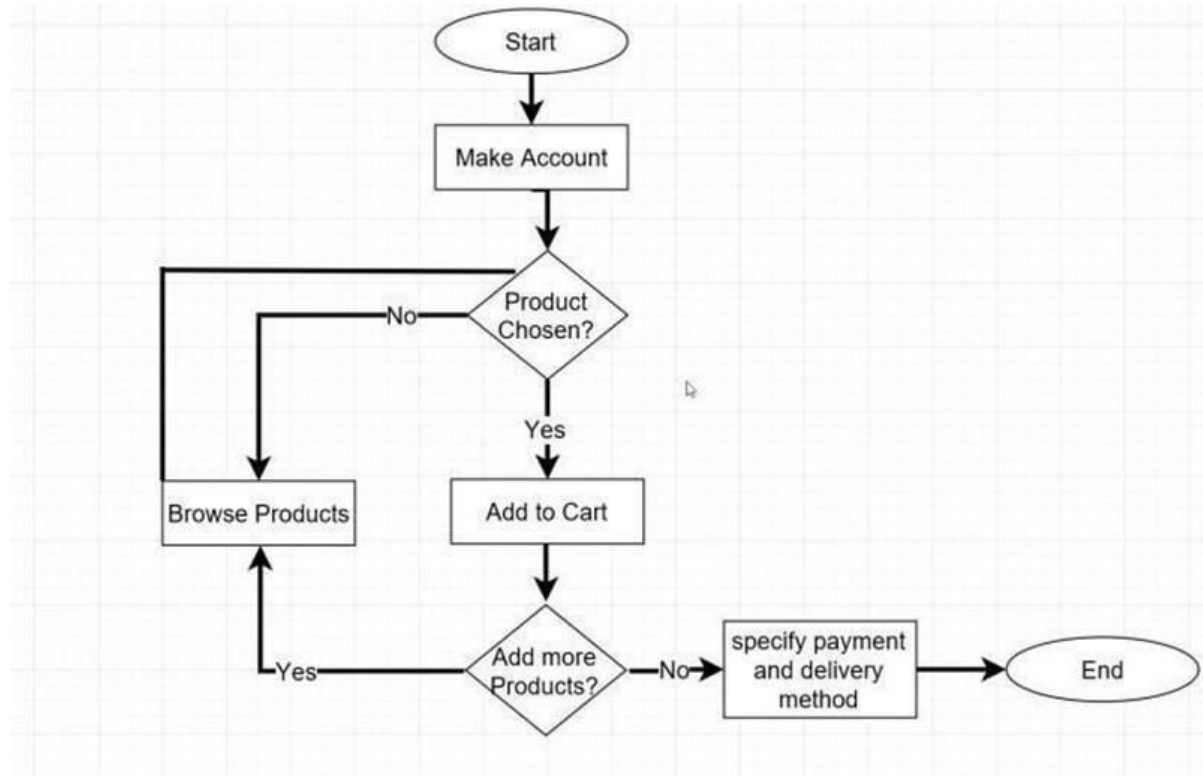 Start
Make Account
Product
Chosen?
No
Yes
Browse Products
Add to Cart
Add more
Products?
Yes
No
specify payment
and delivery
method
End